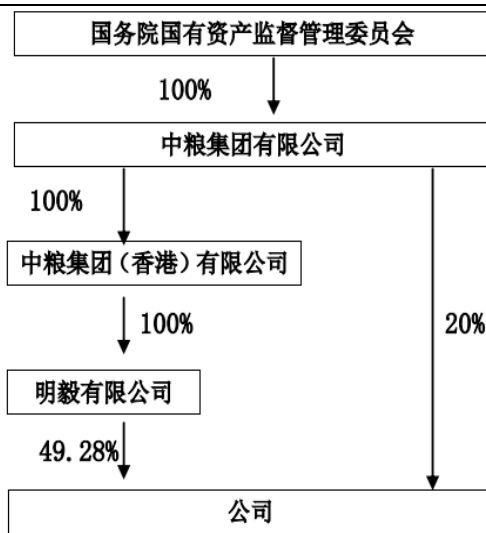 国务院国有资产监督管理委员会
100%
中粮集团有限公司
100%
中粮集团（香港）有限公司
100%
20%
明毅有限公司
49.28%
公司